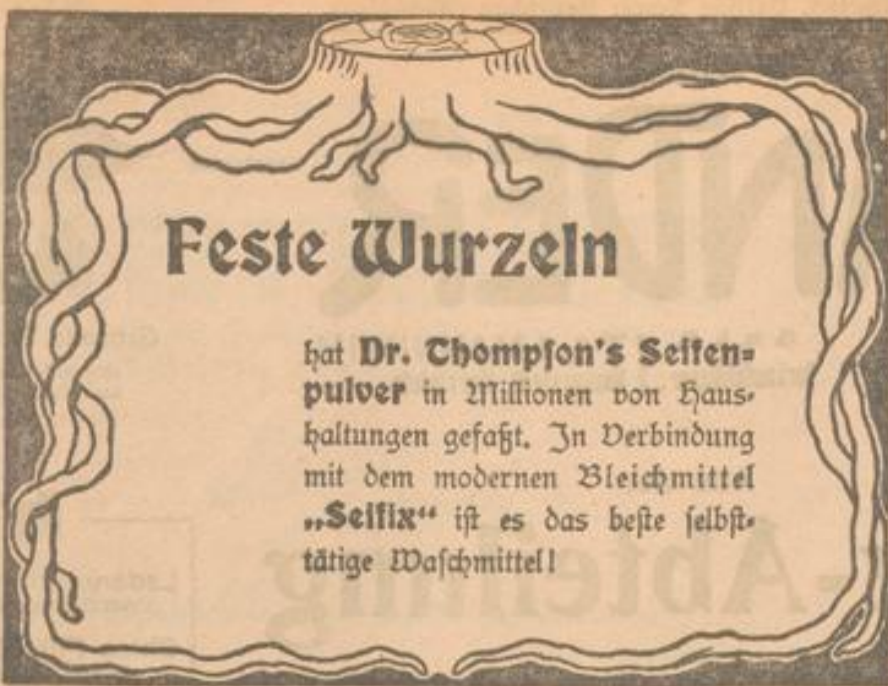 Feste Wurzeln
hat Dr. Thompſon's Seifen⸗
pulver in Millionen von Haus⸗
haltungen gefaßt. In Verbindung
mit dem modernen Bleichmittel
„Seifix“ iſt es das beſte ſelbſt⸗
tätige Waſchmittel!